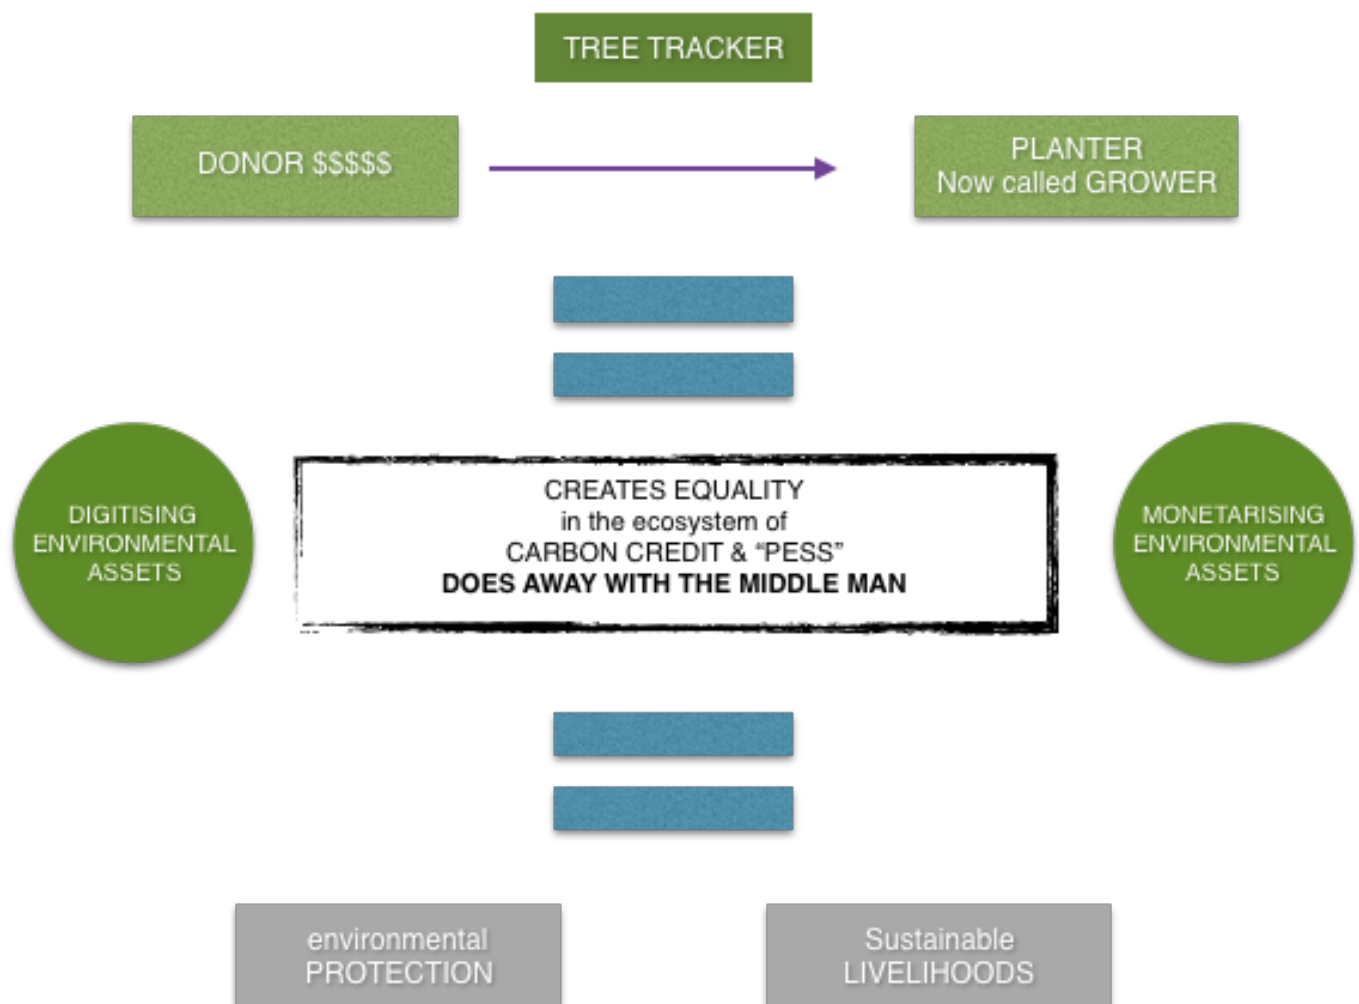 TREE TRACKER
DONOR $$$$$
PLANTER
Now called GROWER
DIGITISING
ENVIRONMENTAL
ASSETS
CREATES EQUALITY
in the ecosystem of
CARBON CREDIT & “PESS”
DOES AWAY WITH THE MIDDLE MAN
MONETARISING
ENVIRONMENTAL
ASSETS
environmental
PROTECTION
Sustainable
LIVELIHOODS